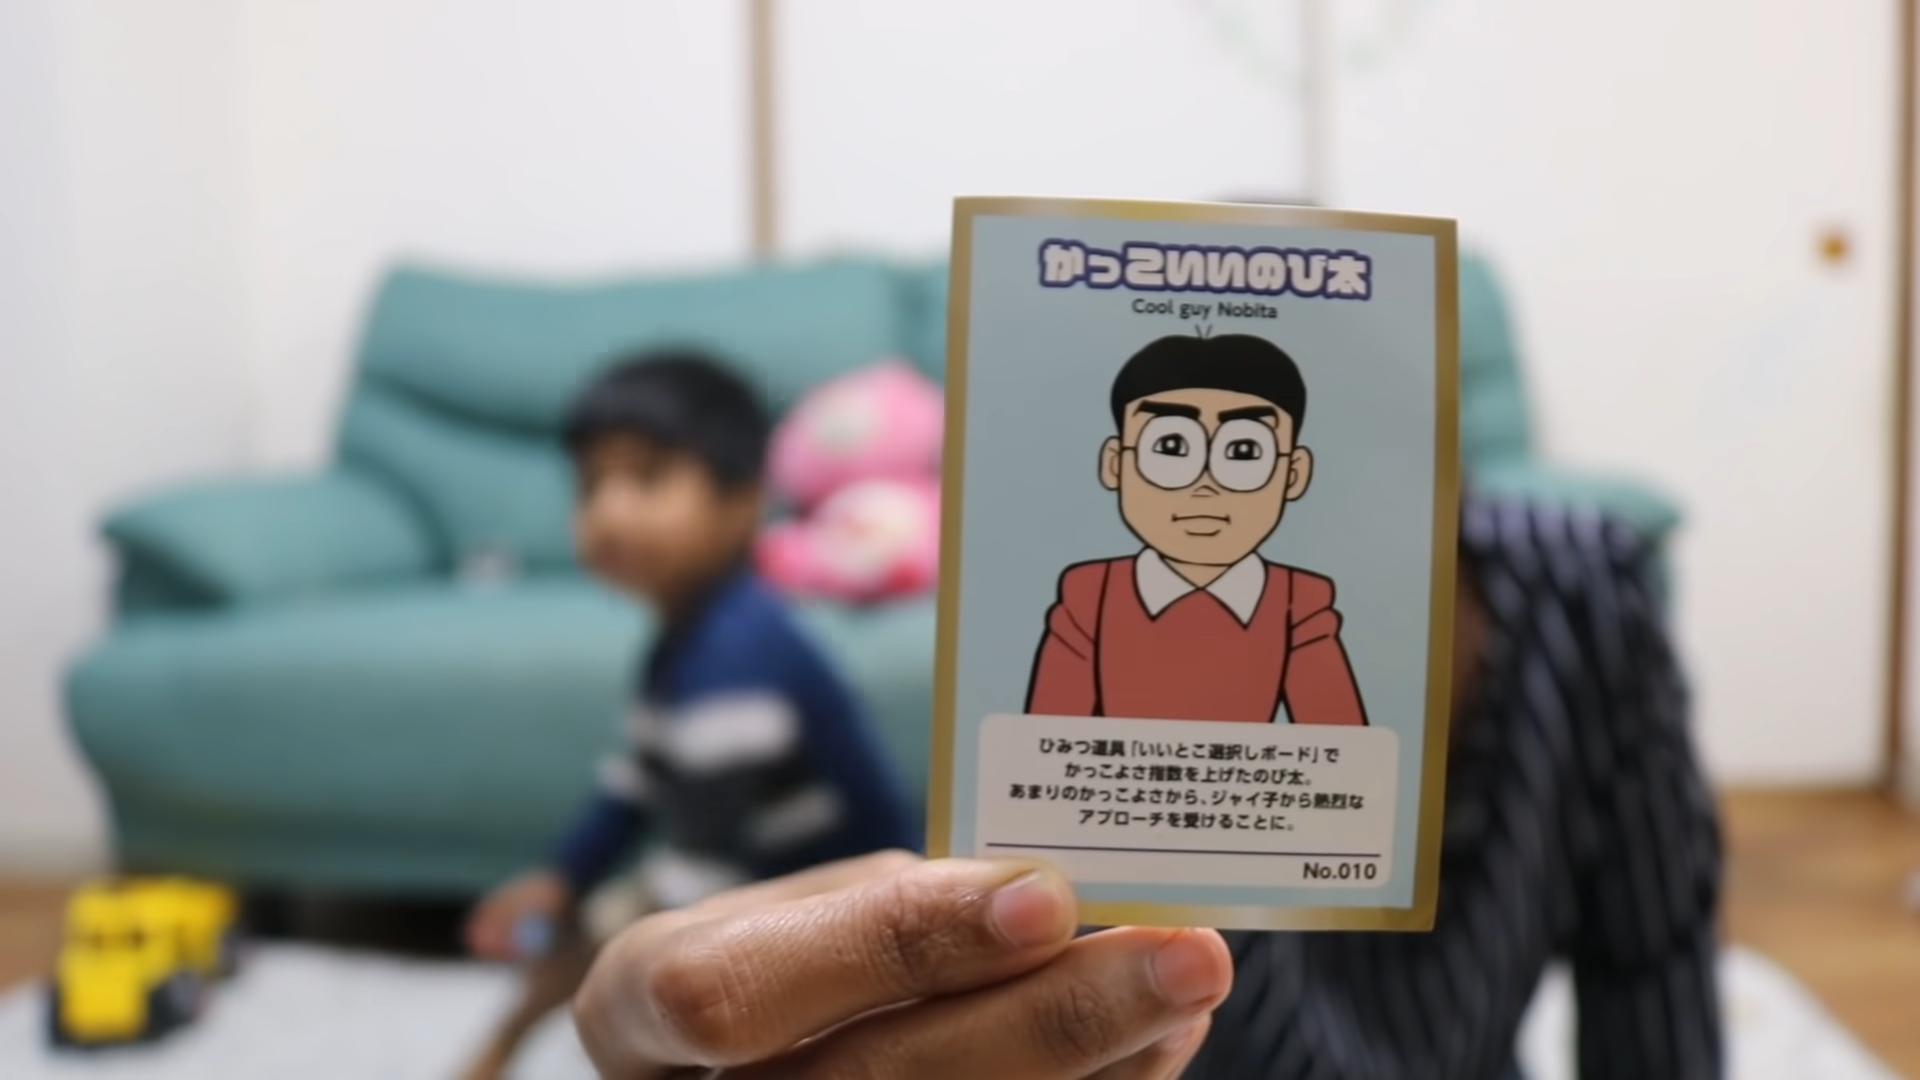 かっこいいのび太
Cool guy Nobita
ひみつ道具「いいとこ選択しボード」で
かっこよさ指数を上げたのび太。
あまりのかっこよさから、ジャイ子から熱烈な
アプローチを受けることに。
No.010